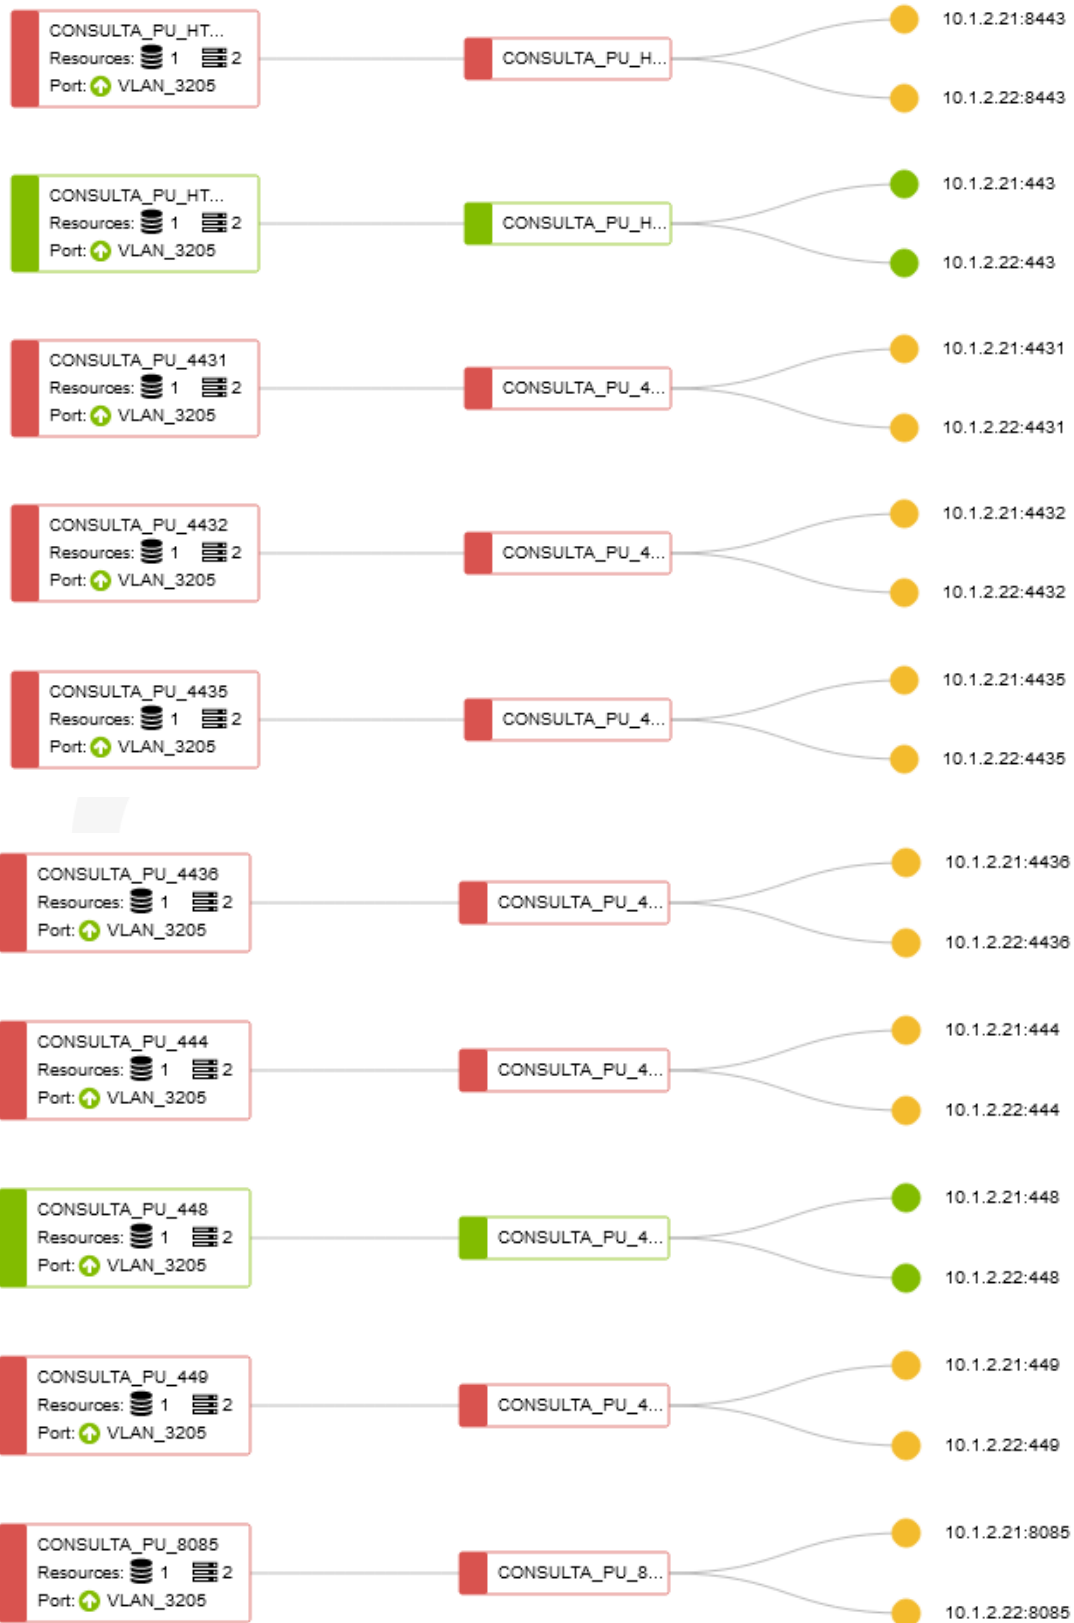 CONSULTA_PU_HT...
Resources: 1 2
Port: VLAN_3205
CONSULTA_PU_H...
10.1.2.21:8443
10.1.2.22:8443
CONSULTA_PU_HT...
Resources: 1 2
Port: VLAN_3205
CONSULTA_PU_H...
10.1.2.21:443
10.1.2.22:443
CONSULTA_PU_4431
Resources: 1 2
Port: VLAN_3205
CONSULTA_PU_4...
10.1.2.21:4431
10.1.2.22:4431
CONSULTA_PU_4432
Resources: 1 2
Port: VLAN_3205
CONSULTA_PU_4...
10.1.2.21:4432
10.1.2.22:4432
CONSULTA_PU_4435
Resources: 1 2
Port: VLAN_3205
CONSULTA_PU_4...
10.1.2.21:4435
10.1.2.22:4435
CONSULTA_PU_4436
Resources: 1 2
Port: VLAN_3205
CONSULTA_PU_4...
10.1.2.21:4436
10.1.2.22:4436
CONSULTA_PU_444
Resources: 1 2
Port: VLAN_3205
CONSULTA_PU_4...
10.1.2.21:444
10.1.2.22:444
CONSULTA_PU_448
Resources: 1 2
Port: VLAN_3205
CONSULTA_PU_4...
10.1.2.21:448
10.1.2.22:448
CONSULTA_PU_449
Resources: 1 2
Port: VLAN_3205
CONSULTA_PU_4...
10.1.2.21:449
10.1.2.22:449
CONSULTA_PU_8085
Resources: 1 2
Port: VLAN_3205
CONSULTA_PU_8...
10.1.2.21:8085
10.1.2.22:8085